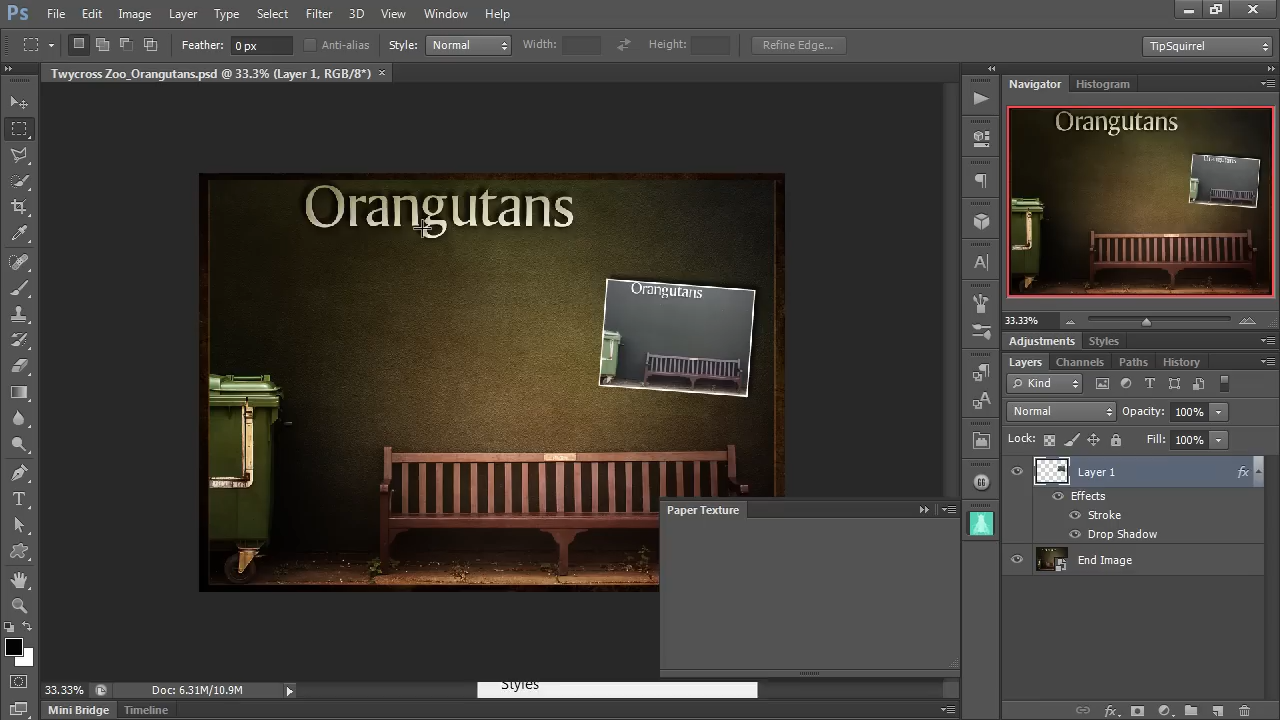 Ps File Edit Image Layer Type Select Filter 3D View Window Help
Feather: 0 px Anti-alias Style: Normal Width: Height: Refine Edge... TipSquirrel
Twycross Zoo_Orangutans.psd @ 33.3% (Layer 1, RGB/8*)
Orangutans
Orangutans
Navigator Histogram
Orangutans
Orangutans
33.33%
Adjustments Styles
Layers Channels Paths History
Kind
Normal Opacity: 100%
Lock: Fill: 100%
Layer 1 fx
Effects
Stroke
Drop Shadow
End Image
Paper Texture
Styles
33.33% Doc: 6.31M/10.9M
Mini Bridge Timeline